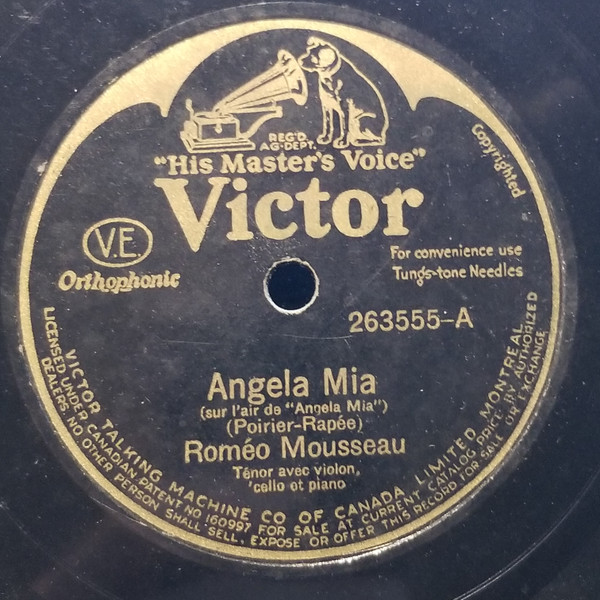 REG'D.
AG-DEPT.
"His Master's Voice"
Victor
Copyrighted
V.E.
Orthophonic
For convenience use
Tungs-tone Needles
263555-A
Angela Mia
(sur l'air de "Angela Mia")
(Poirier-Rapée)
Roméo Mousseau
Ténor avec violon,
'cello et piano
VICTOR TALKING MACHINE CO OF CANADA, LIMITED, MONTREAL
LICENSED UNDER CANADIAN PATENT NO 160997 FOR SALE AT CURRENT CATALOG PRICE BY AUTHORIZED
DEALERS. NO OTHER PERSON SHALL SELL, EXPOSE OR OFFER THIS RECORD FOR SALE OR EXCHANGE